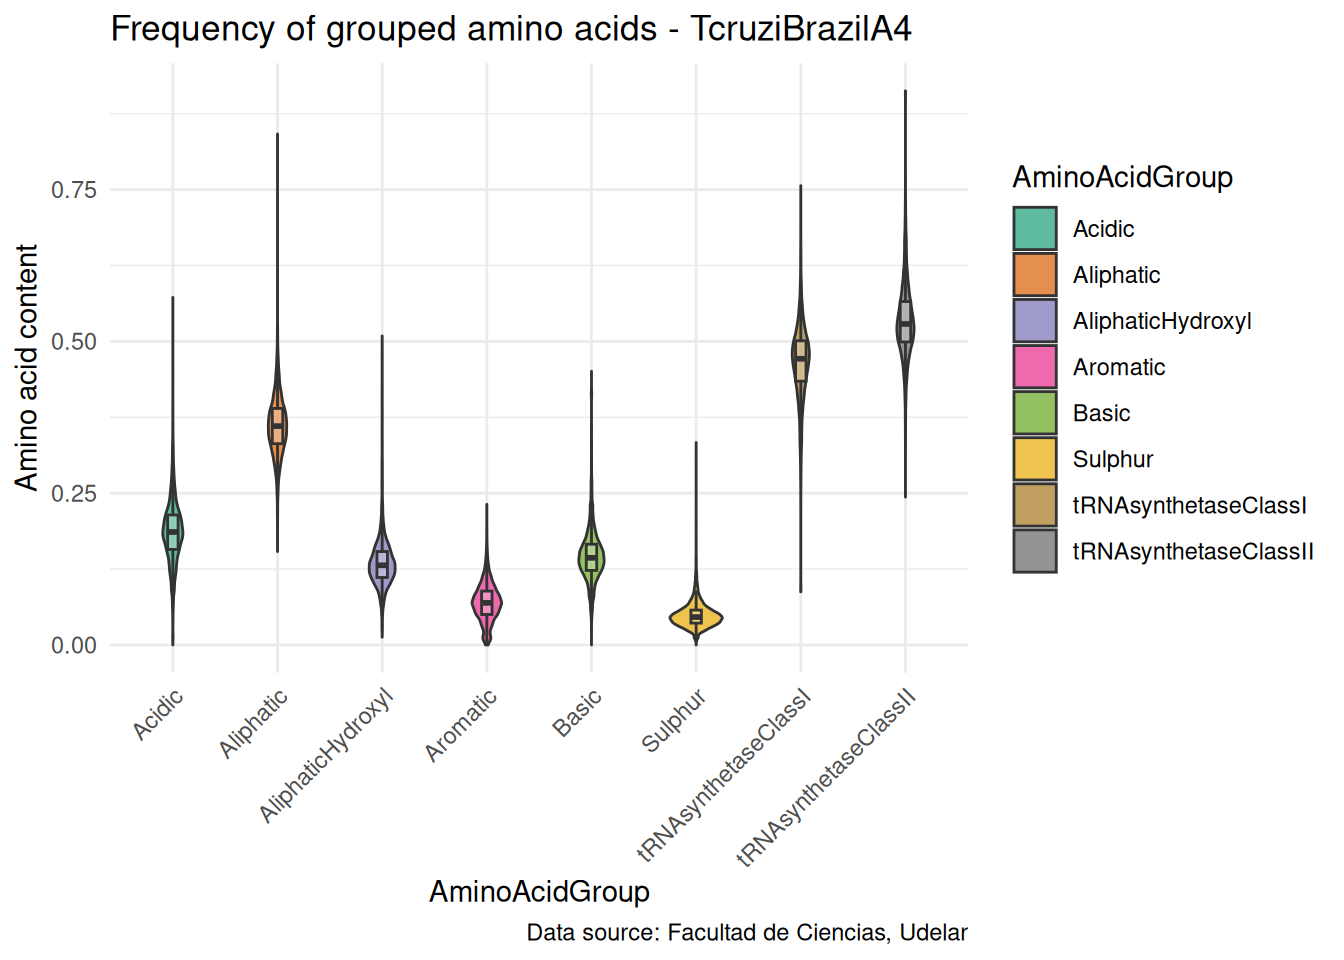 Frequency of grouped amino acids - TcruziBrazilA4
Amino acid content
0.75
0.50
0.25
0.00
Acidic
Aliphatic
AliphaticHydroxyl
Aromatic
Basic
Sulphur
tRNAsynthetaseClassI
tRNAsynthetaseClassII
AminoAcidGroup
Data source: Facultad de Ciencias, Udelar
AminoAcidGroup
Acidic
Aliphatic
AliphaticHydroxyl
Aromatic
Basic
Sulphur
tRNAsynthetaseClassI
tRNAsynthetaseClassII